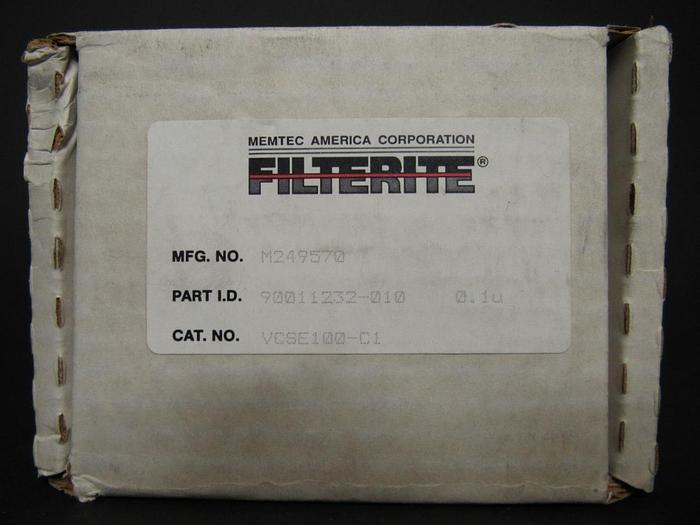 MEMTEC AMERICA CORPORATION
FILTERITE®
MFG. NO. M249570
PART I.D. 90011232-010 0.1u
CAT. NO. VCSE100-C1